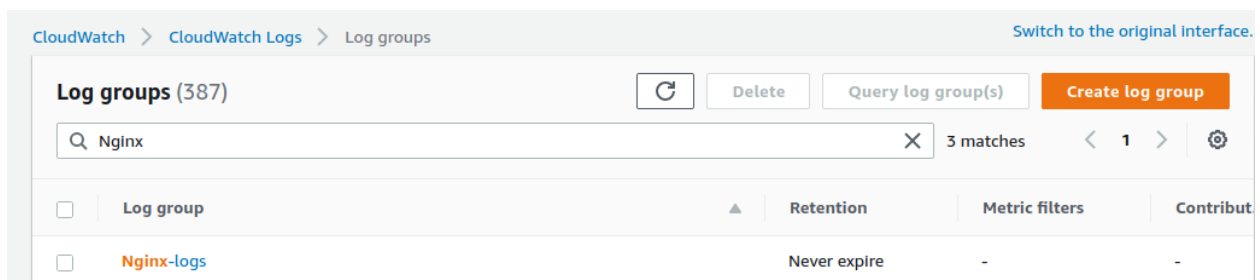 CloudWatch > CloudWatch Logs > Log groups
Switch to the original interface.
Log groups (387)
Delete
Query log group(s)
Create log group
Nginx
3 matches
< 1 >
Log group
Retention
Metric filters
Contribut
Nginx-logs
Never expire
-
-